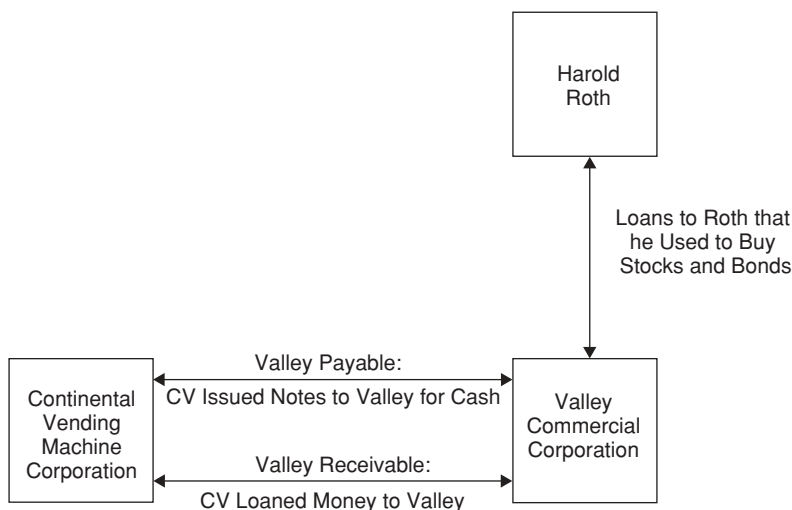 Harold
Roth
Loans to Roth that
he Used to Buy
Stocks and Bonds
Continental
Vending
Machine
Corporation
Valley Payable:
CV Issued Notes to Valley for Cash
Valley Receivable:
CV Loaned Money to Valley
Valley
Commercial
Corporation